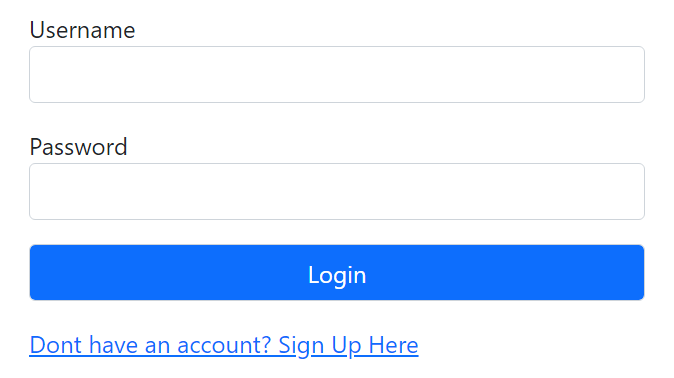 Username
Password
Login
Dont have an account? Sign Up Here